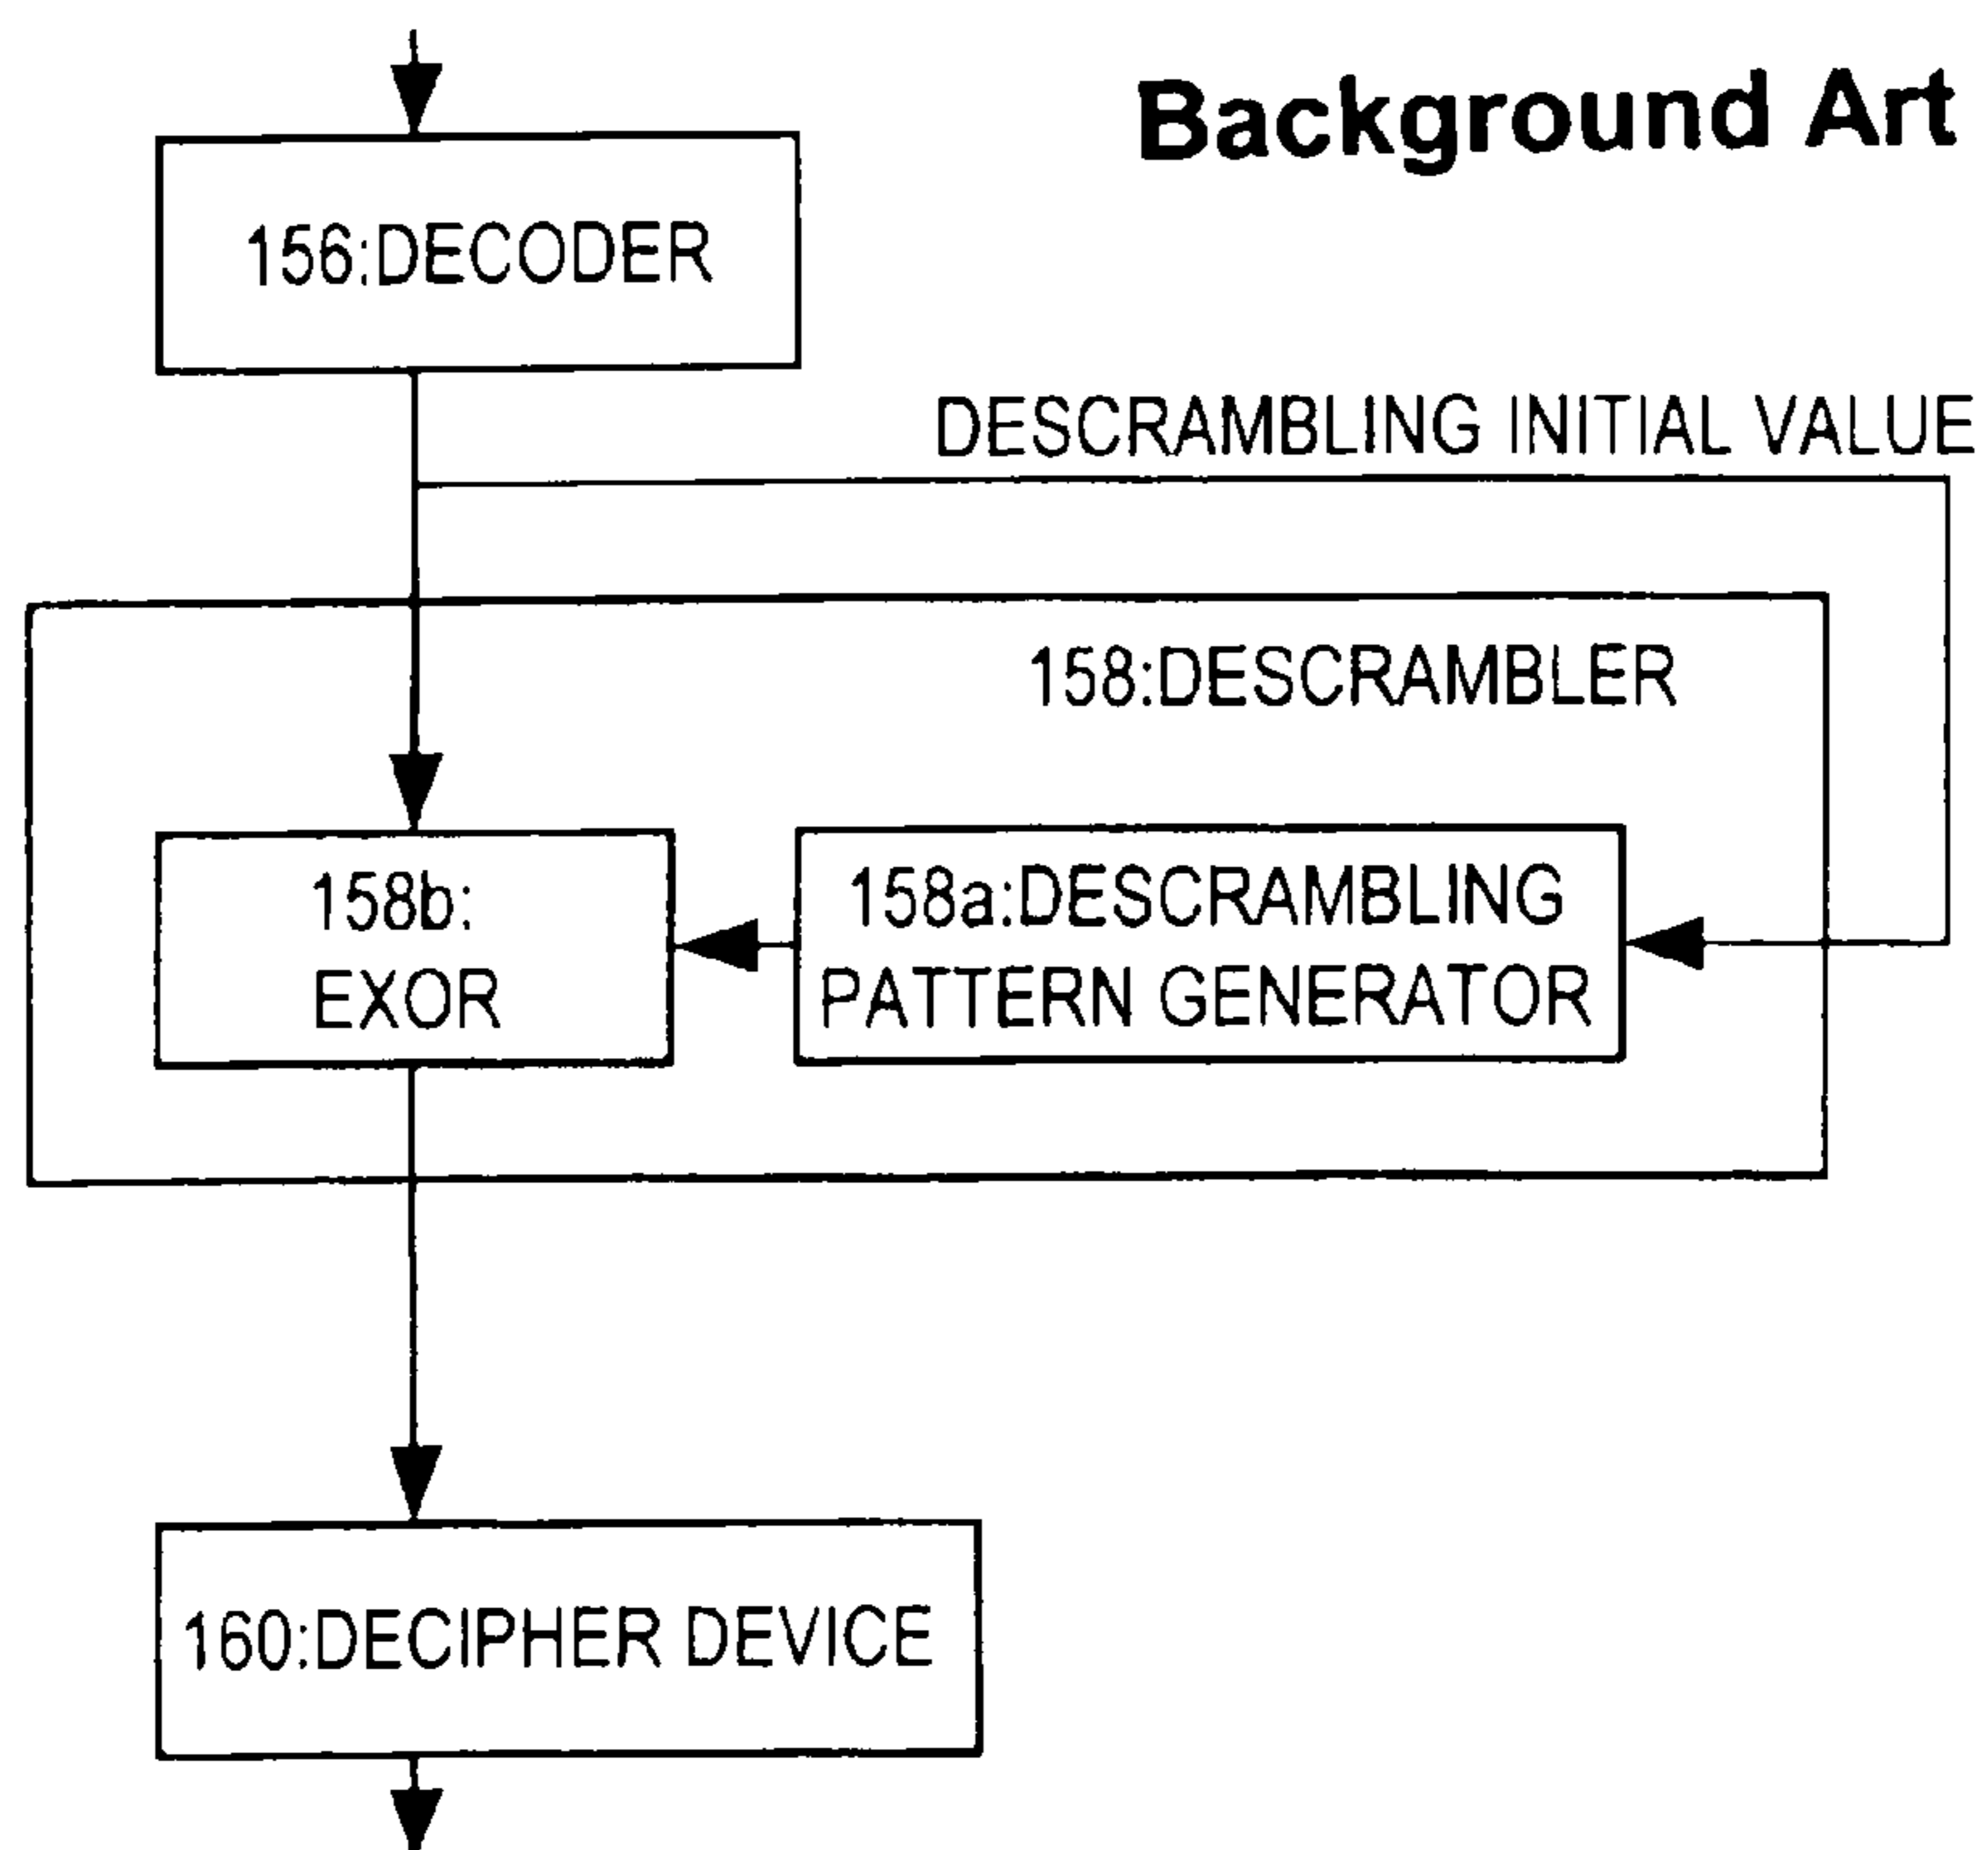 Background Art
156:DECODER
DESCRAMBLING INITIAL VALUE
158:DESCRAMBLER
158b:
EXOR
158a:DESCRAMBLING
PATTERN GENERATOR
160:DECIPHER DEVICE